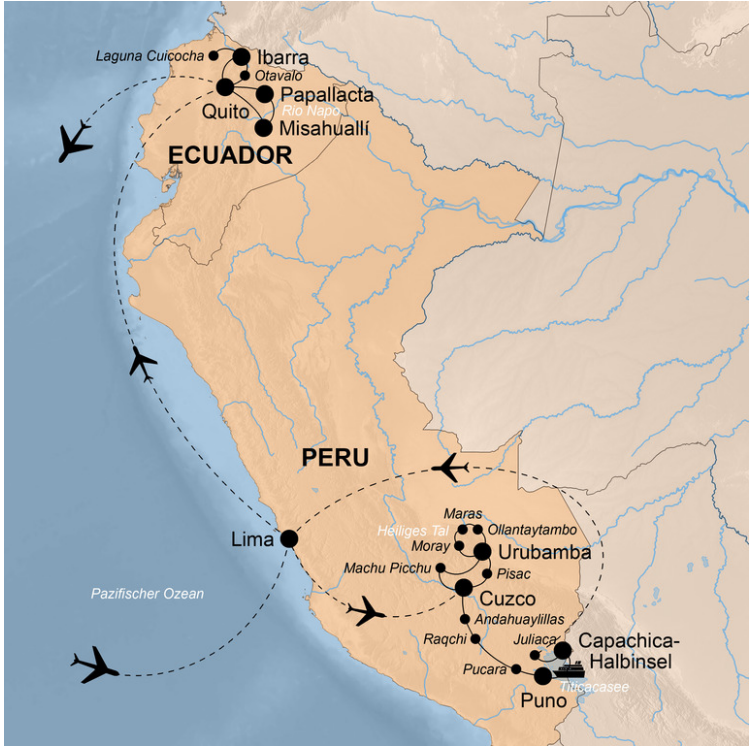 Laguna Cuicocha
Ibarra
Otavalo
Quito
Papallacta
Rio Napo
Misahuallí
ECUADOR
PERU
Lima
Maras
Heiliges Tal
Ollantaytambo
Moray
Urubamba
Machu Picchu
Pisac
Cuzco
Pazifischer Ozean
Andahuaylillas
Raqchi
Juliaca
Capachica-
Halbinsel
Pucara
Titicacasee
Puno